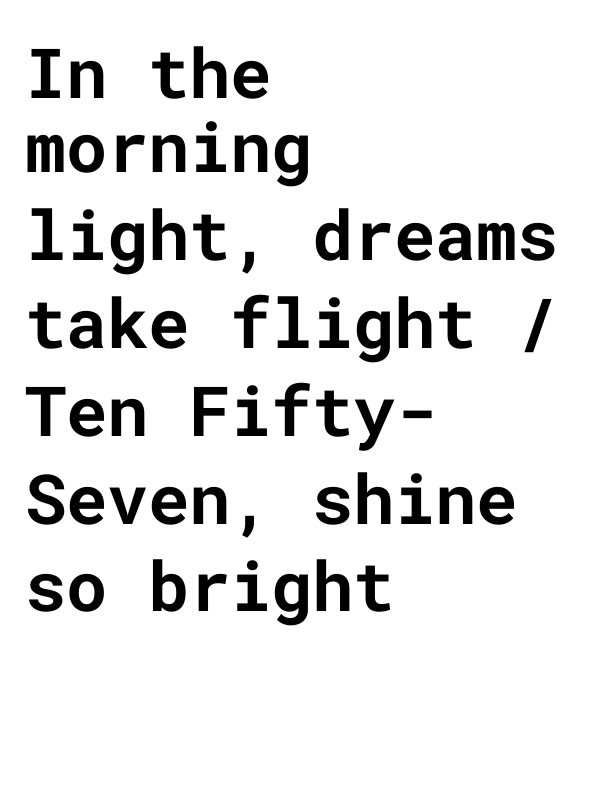 In the
morning
light, dreams
take flight /
Ten Fifty-
Seven, shine
so bright